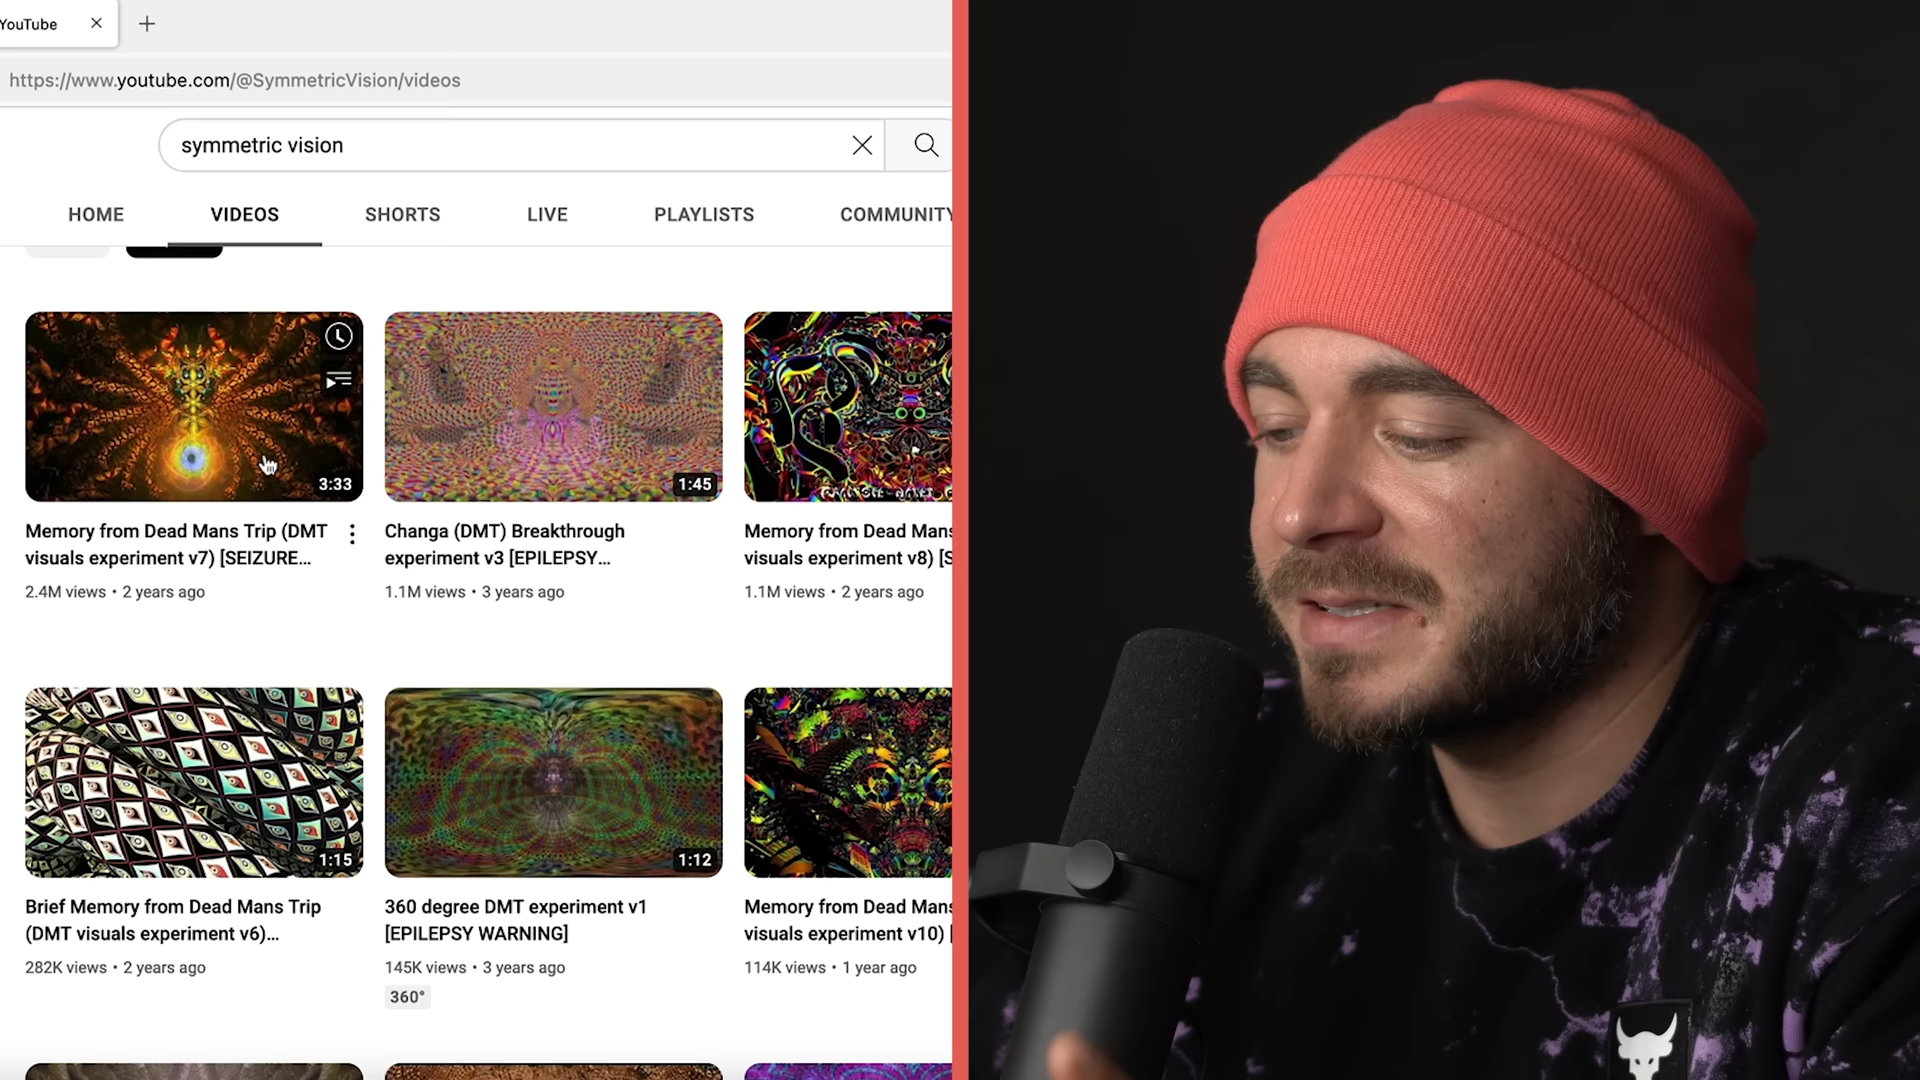 YouTube
https://www.youtube.com/@SymmetricVision/videos
symmetric vision
HOME VIDEOS SHORTS LIVE PLAYLISTS COMMUNITY
3:33
1:45
Memory from Dead Mans Trip (DMT
visuals experiment v7) [SEIZURE...
2.4M views • 2 years ago
Changa (DMT) Breakthrough
experiment v3 [EPILEPSY...
1.1M views • 3 years ago
Memory from Dead Mans
visuals experiment v8) [S
1.1M views • 2 years ago
1:15
1:12
Brief Memory from Dead Mans Trip
(DMT visuals experiment v6)...
282K views • 2 years ago
360 degree DMT experiment v1
[EPILEPSY WARNING]
145K views • 3 years ago
360°
Memory from Dead Mans
visuals experiment v10) [
114K views • 1 year ago